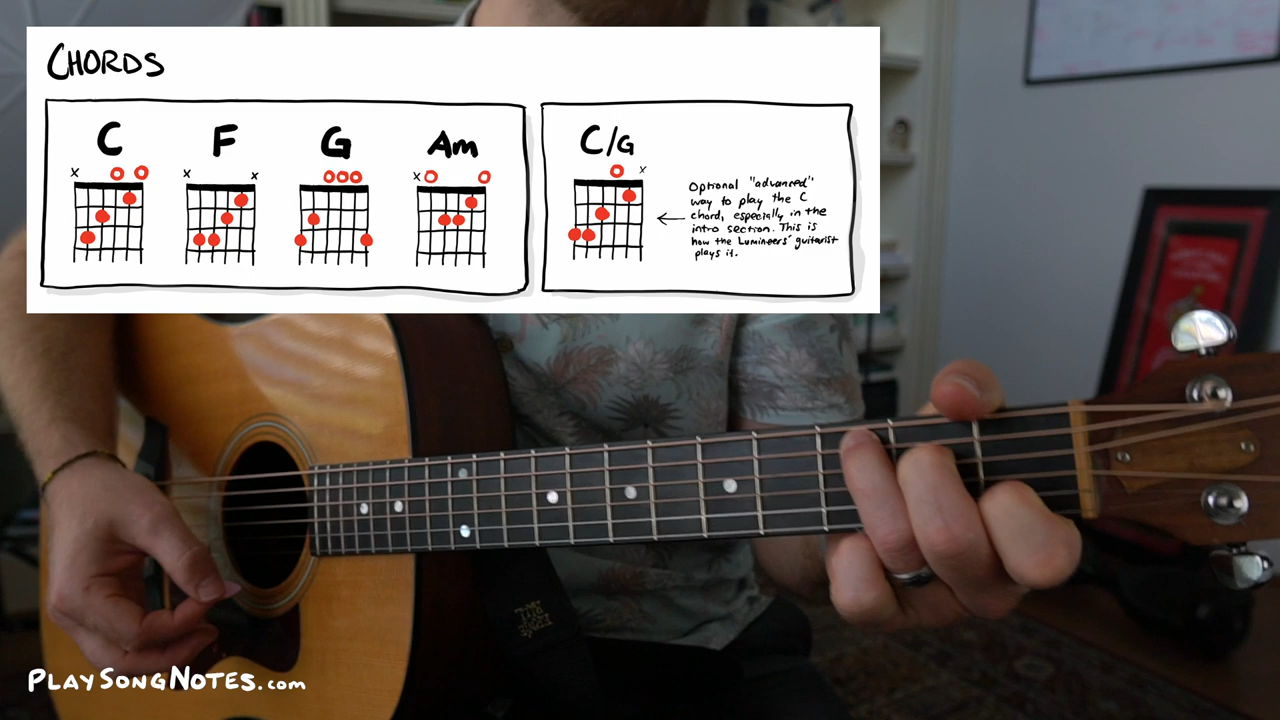 CHORDS
C F G Am C/G
x o o x x o o o x o o o x
Optional "advanced"
way to play the C
chord, especially in the
intro section. This is
how the Lumineers' guitarist
plays it.
PLAYSONGNOTES.COM